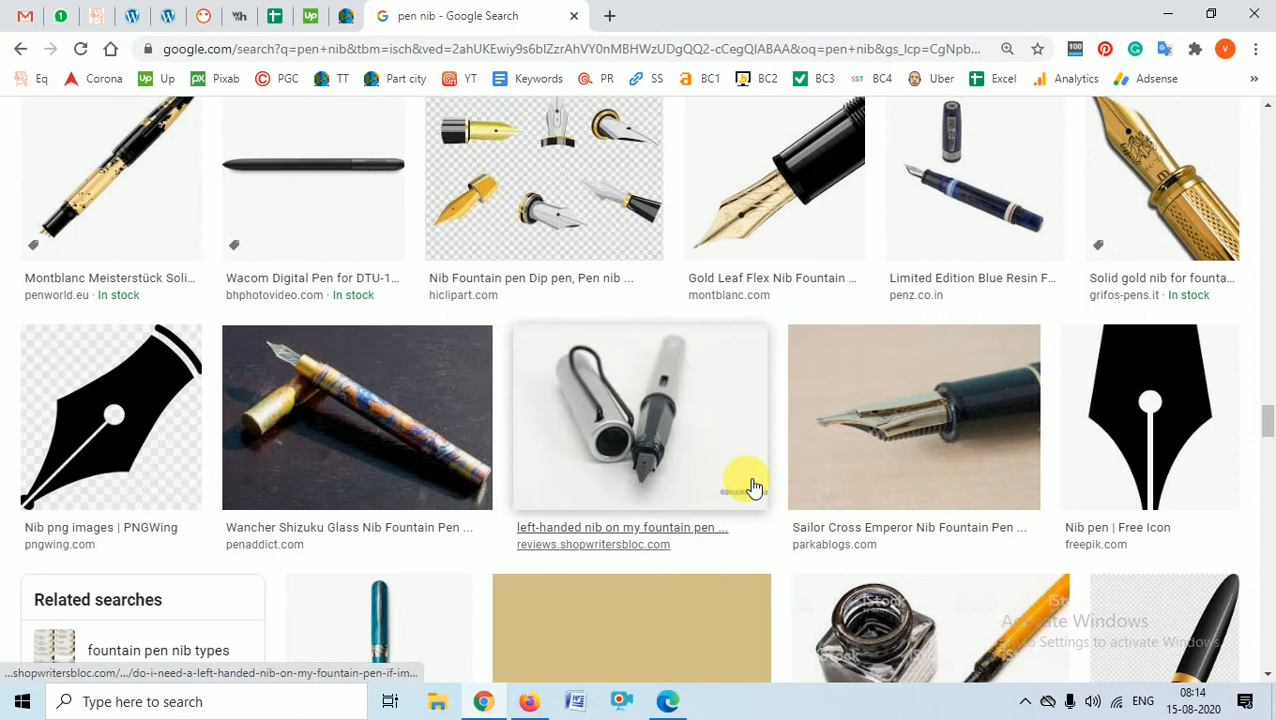 pen nib - Google Search
google.com/search?q=pen+nib&tbm=isch&ved=2ahUKEwiy9s6blZzrAhVY0nMBHWzUDgQQ2-cCegQIABAA&oq=pen+nib&gs_lcp=CgNpb...
100
V
Eq
Corona
Up
Pixab
PGC
TT
Part city
YT
Keywords
PR
SS
BC1
BC2
BC3
BC4
Uber
Excel
Analytics
Adsense
Montblanc Meisterstück Soli...
penworld.eu · In stock
Wacom Digital Pen for DTU-1...
bhphotovideo.com · In stock
Nib Fountain pen Dip pen, Pen nib ...
hiclipart.com
Gold Leaf Flex Nib Fountain ...
montblanc.com
Limited Edition Blue Resin F...
penz.co.in
Solid gold nib for founta...
grifos-pens.it · In stock
Nib png images | PNGWing
pngwing.com
Wancher Shizuku Glass Nib Fountain Pen ...
penaddict.com
left-handed nib on my fountain pen ...
reviews.shopwritersbloc.com
Sailor Cross Emperor Nib Fountain Pen ...
parkablogs.com
Nib pen | Free Icon
freepik.com
Related searches
fountain pen nib types
iStock
iStock
Activate Windows
Settings to activate Windows.
...shopwritersbloc.com/.../do-i-need-a-left-handed-nib-on-my-fountain-pen-if-im...
Type here to search
ENG
08:14
15-08-2020